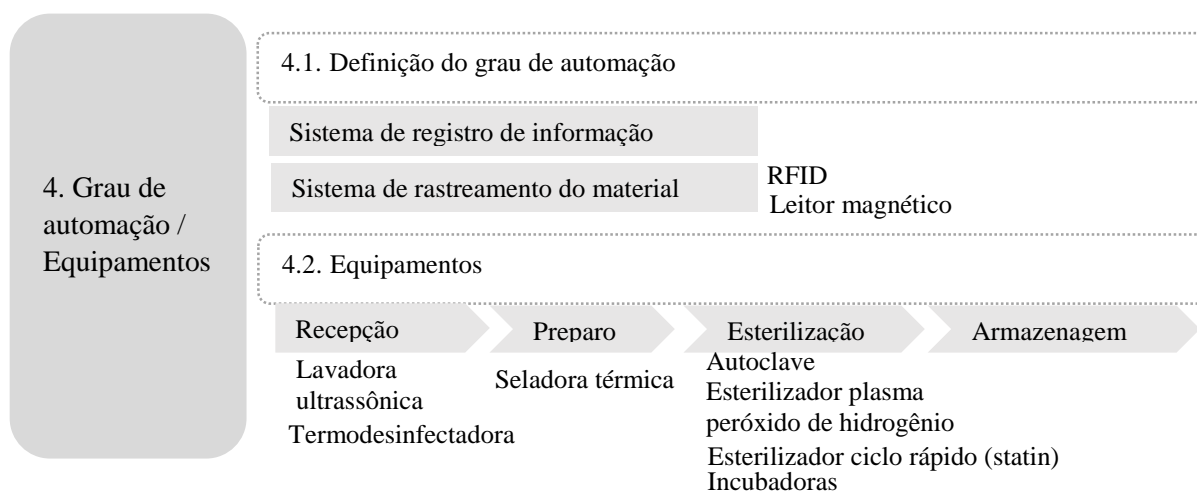 4. Grau de
automação /
Equipamentos
4.1. Definição do grau de automação
Sistema de registro de informação
Sistema de rastreamento do material
RFID
Leitor magnético
4.2. Equipamentos
Recepção
Preparo
Esterilização
Armazenagem
Lavadora
ultrassônica
Termodesinfectadora
Seladora térmica
Autoclave
Esterilizador plasma
peróxido de hidrogênio
Esterilizador ciclo rápido (statin)
Incubadoras